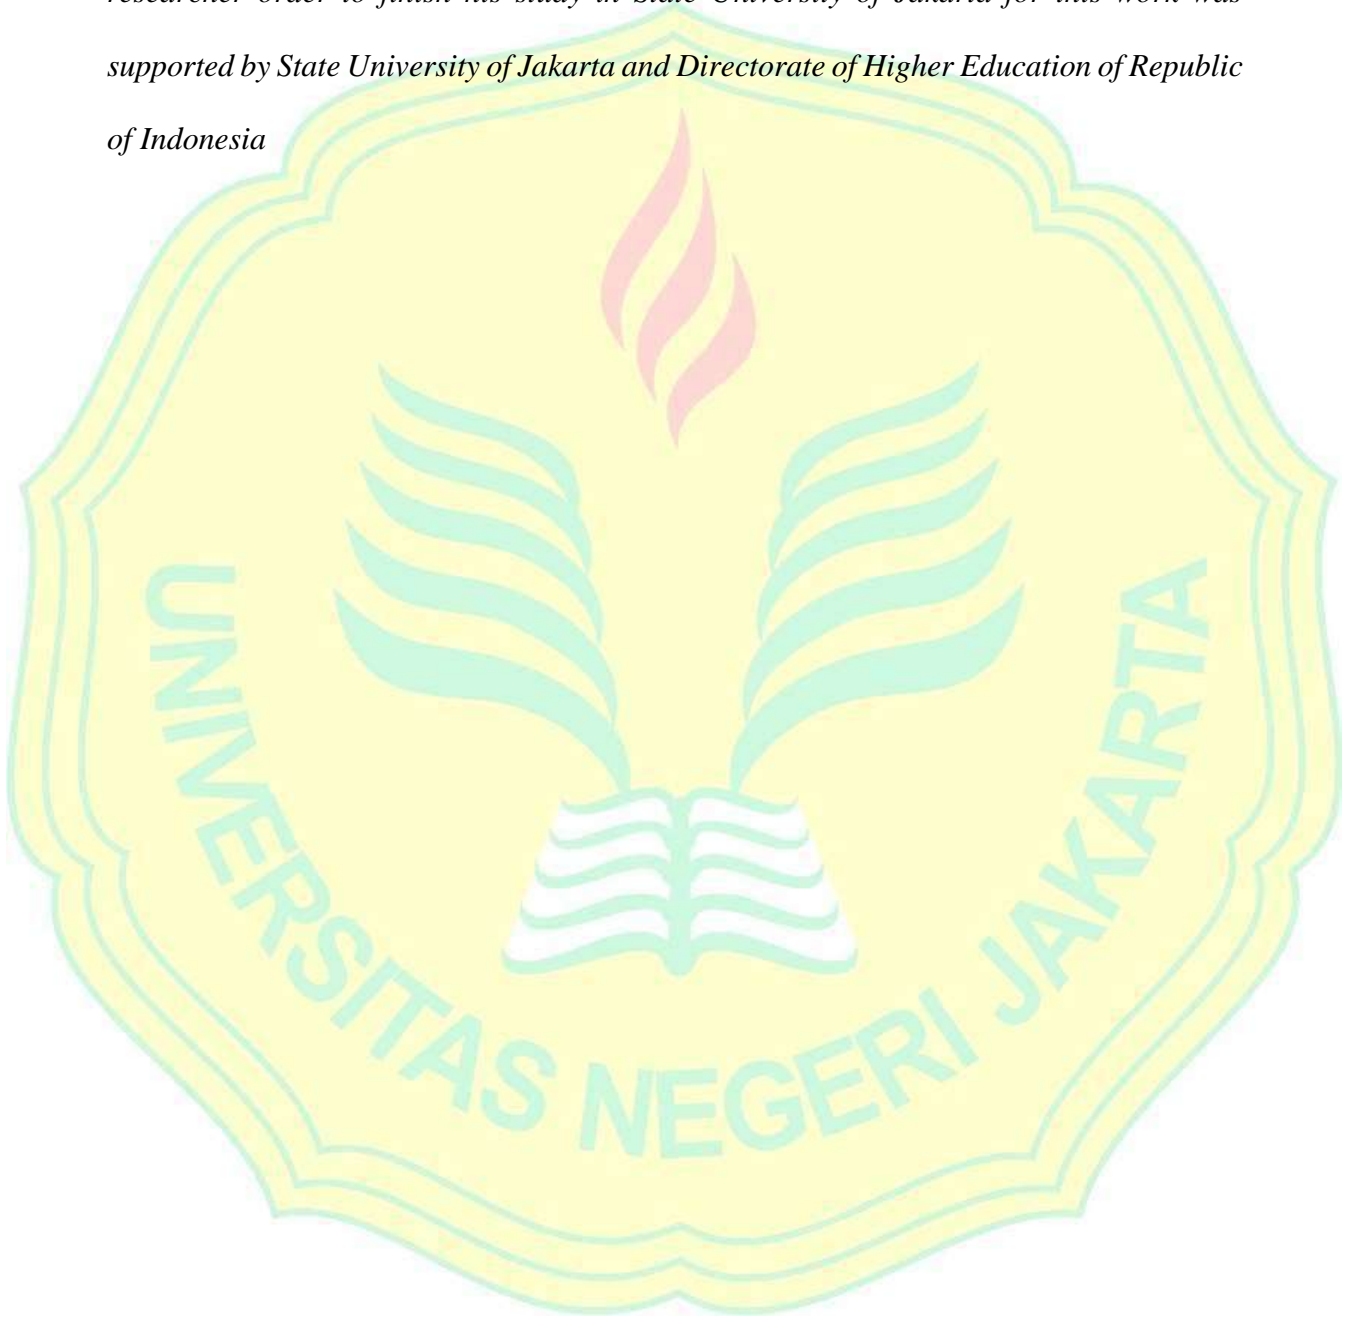 researcher order to finish his study in State University of Jakarta for this work was
supported by State University of Jakarta and Directorate of Higher Education of Republic
of Indonesia
UNIVERSITAS NEGERI JAKARTA